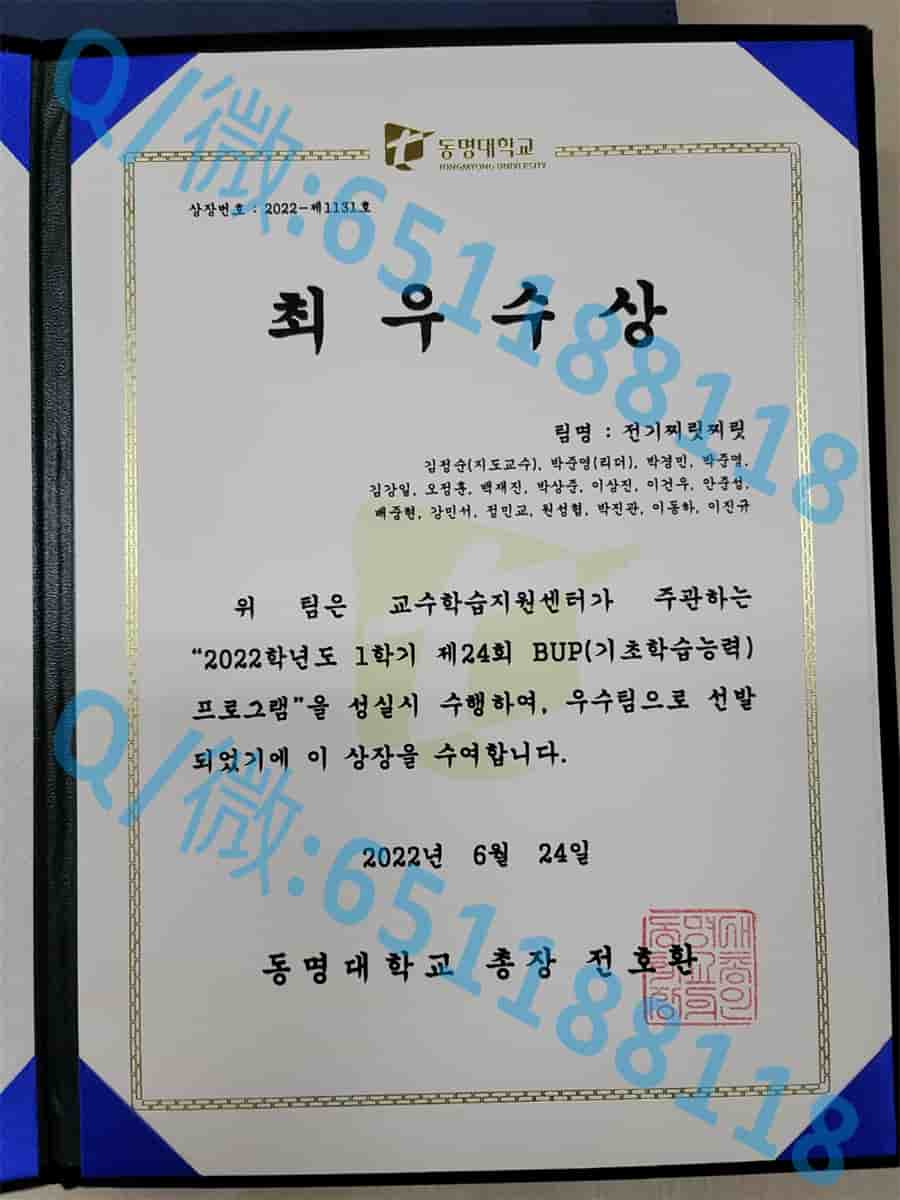 동명대학교
TONGMYONG UNIVERSITY
상장번호 : 2022-제1131호
최우수상
팀명 : 전기찌릿찌릿
김정순(지도교수), 박준영(리더), 박경민, 박준명,
김강일, 오정훈, 백재진, 박상준, 이상진, 이건우, 안준성,
배중현, 강민서, 정민교, 원성협, 박진관, 이동하, 이진규
위 팀은 교수학습지원센터가 주관하는
“2022학년도 1학기 제24회 BUP(기초학습능력)
프로그램”을 성실시 수행하여, 우수팀으로 선발
되었기에 이 상장을 수여합니다.
2022년 6월 24일
동명대학교 총장 전호환
Q/微:651188118
Q/微:651188118